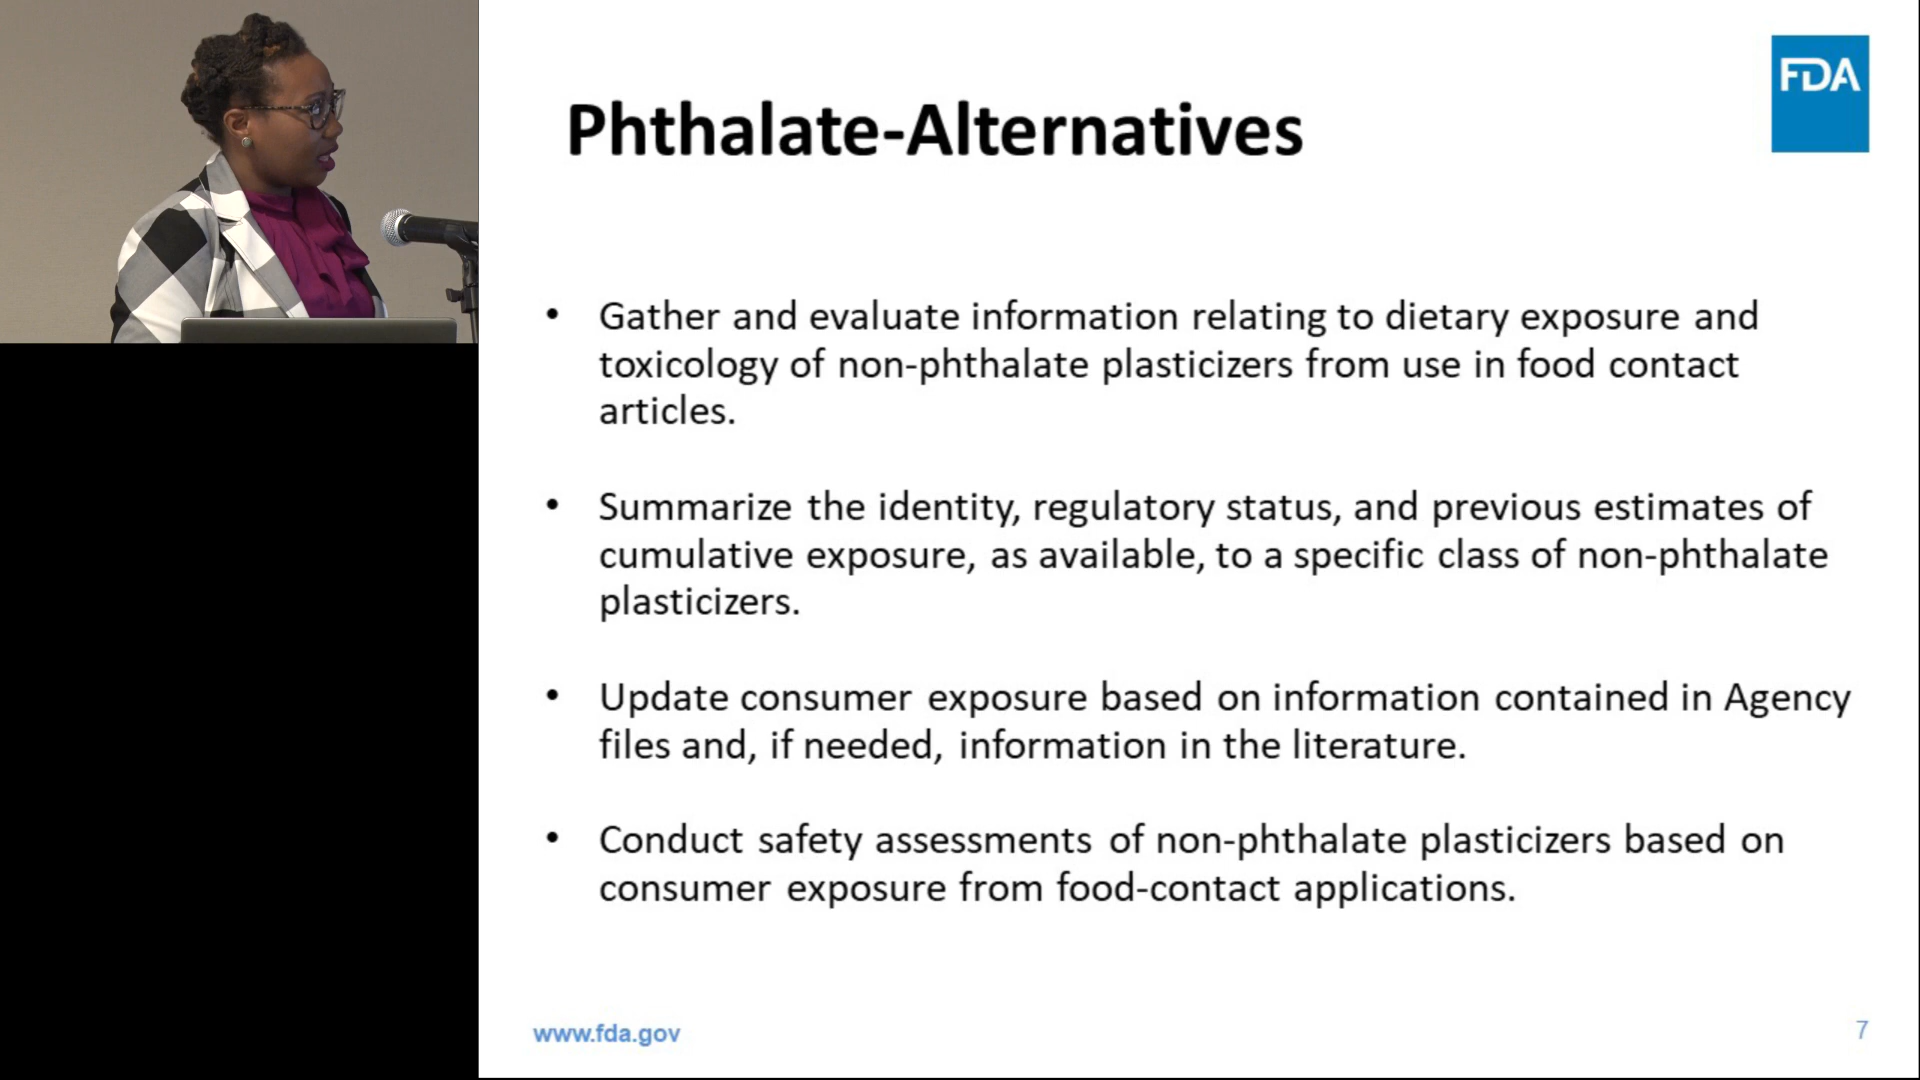 FDA
Phthalate-Alternatives
• Gather and evaluate information relating to dietary exposure and
toxicology of non-phthalate plasticizers from use in food contact
articles.
• Summarize the identity, regulatory status, and previous estimates of
cumulative exposure, as available, to a specific class of non-phthalate
plasticizers.
• Update consumer exposure based on information contained in Agency
files and, if needed, information in the literature.
• Conduct safety assessments of non-phthalate plasticizers based on
consumer exposure from food-contact applications.
www.fda.gov
7